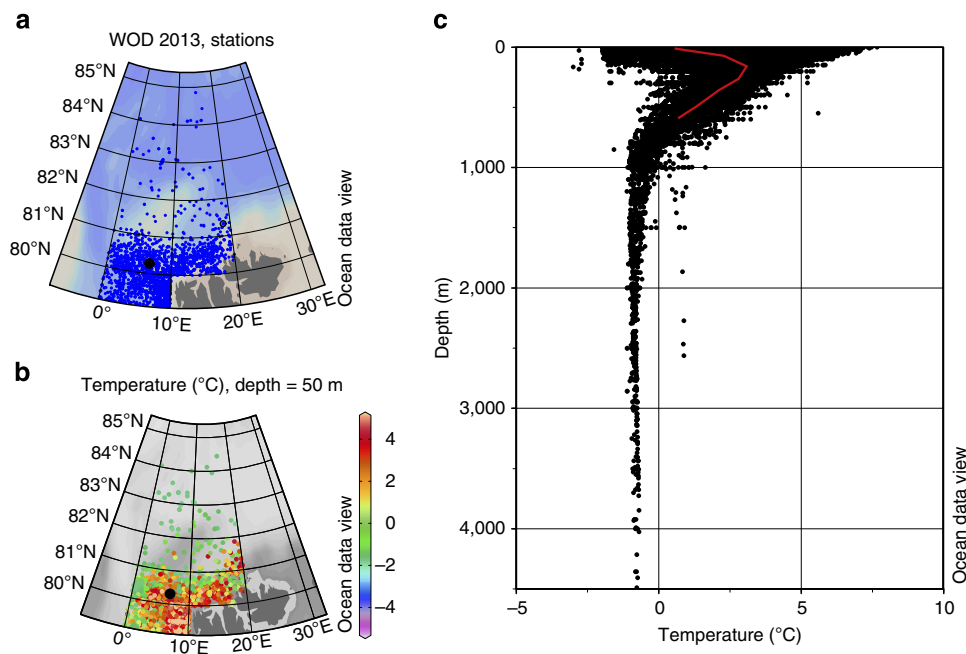 a
WOD 2013, stations
85°N
84°N
83°N
82°N
81°N
80°N
0°
10°E
20°E
30°E
Ocean data view
b
Temperature (°C), depth = 50 m
85°N
84°N
83°N
82°N
81°N
80°N
0°
10°E
20°E
30°E
Ocean data view
4
2
0
−2
−4
c
0
1,000
2,000
3,000
4,000
Depth (m)
−5
0
5
10
Temperature (°C)
Ocean data view